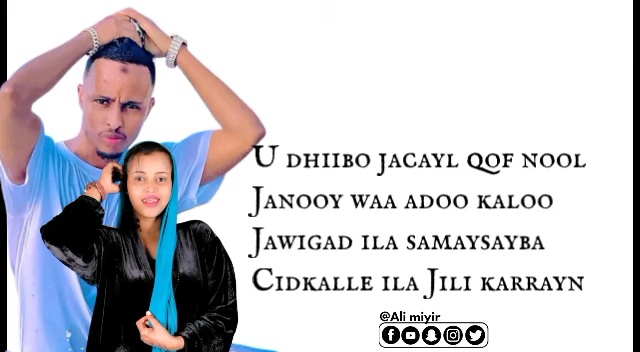 U dhiibo jacayl qof nool
Janooy waa adoo kaloo
Jawigad ila samaysayba
Cidkalle ila Jili karrayn
@Ali miyir